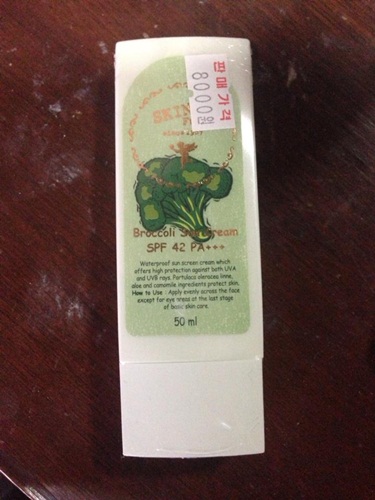 판매가격
8000원
SKIN
since 1957
Broccoli Sun Cream
SPF 42 PA+++
Waterproof sun screen cream which
offers high protection against both UVA
and UVB rays. Portulaca oleracea, lime,
aloe and camomile ingredients protect skin.
How to Use : Apply evenly across the face
except for eye areas at the last stage
of basic skin care.
50 ml